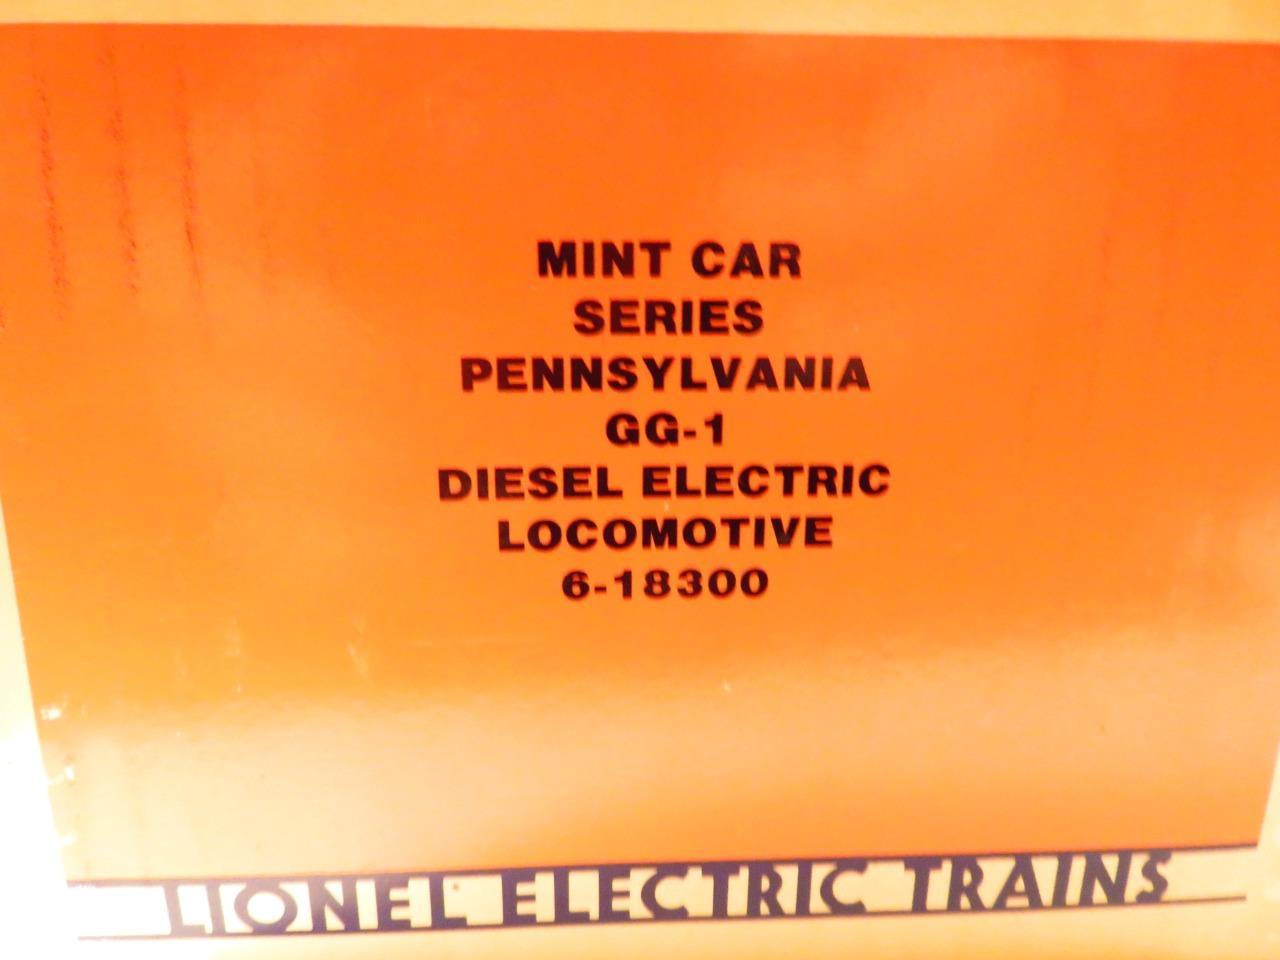 MINT CAR
SERIES
PENNSYLVANIA
GG-1
DIESEL ELECTRIC
LOCOMOTIVE
6-18300
LIONEL ELECTRIC TRAINS